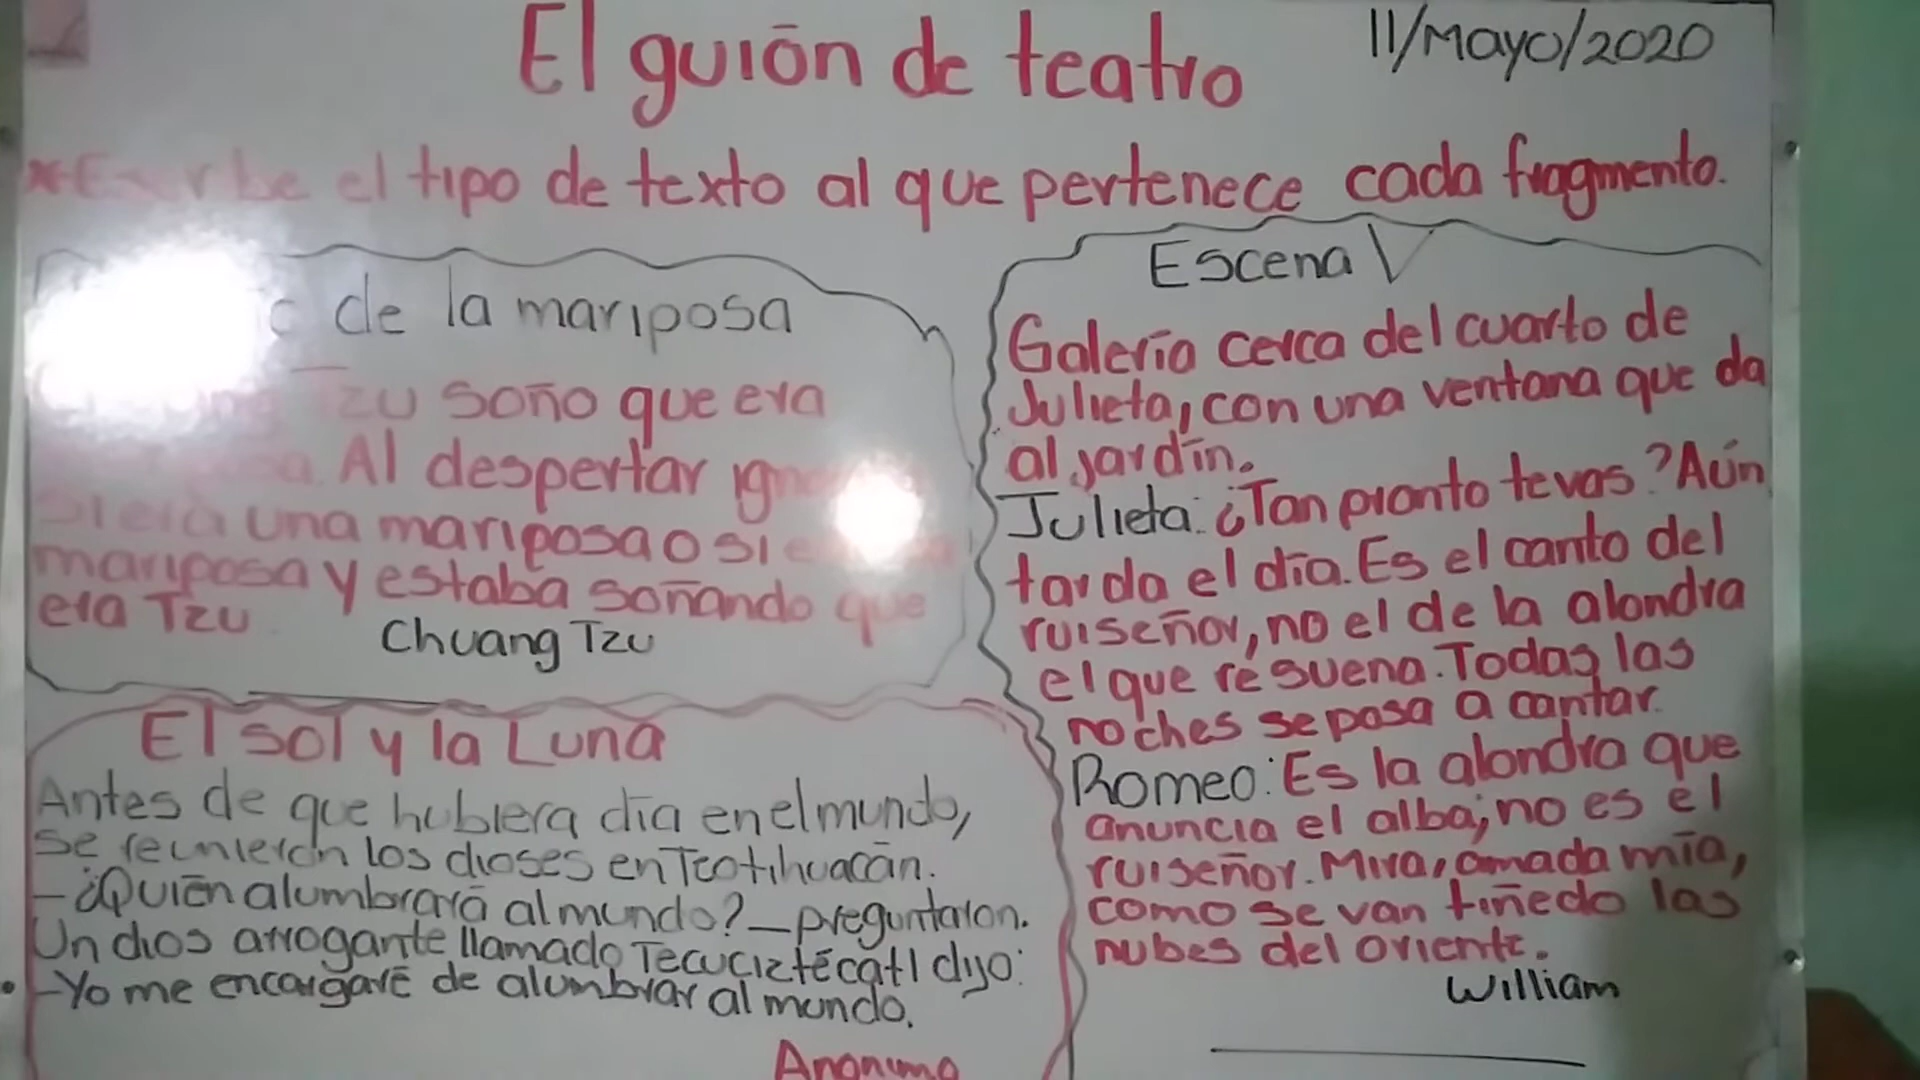 El guión de teatro
11/Mayo/2020
el tipo de texto al que pertenece cada fragmento.
de la mariposa
Tzu soño que era
Al despertar
una mariposa o si
mariposa y estaba soñando que
era Tzu
Chuang Tzu
El sol y la Luna
Antes de que hubiera día en el mundo,
se reunieron los dioses en Teotihuacán.
-¿Quién alumbrará al mundo? _ preguntaron.
Un dios arrogante llamado Tecuciztécatl dijo:
-Yo me encargaré de alumbrar al mundo.
Anonimo
Escena V
Galería cerca del cuarto de
Julieta, con una ventana que da
al jardín.
Julieta: ¿Tan pronto te vas? Aún
tarda el día. Es el canto del
ruiseñor, no el de la alondra
el que resuena. Todas las
noches se posa a cantar.
Romeo: Es la alondra que
anuncia el alba; no es el
ruiseñor. Mira, amada mía,
como se van tiñedo las
nubes del oriente.
William